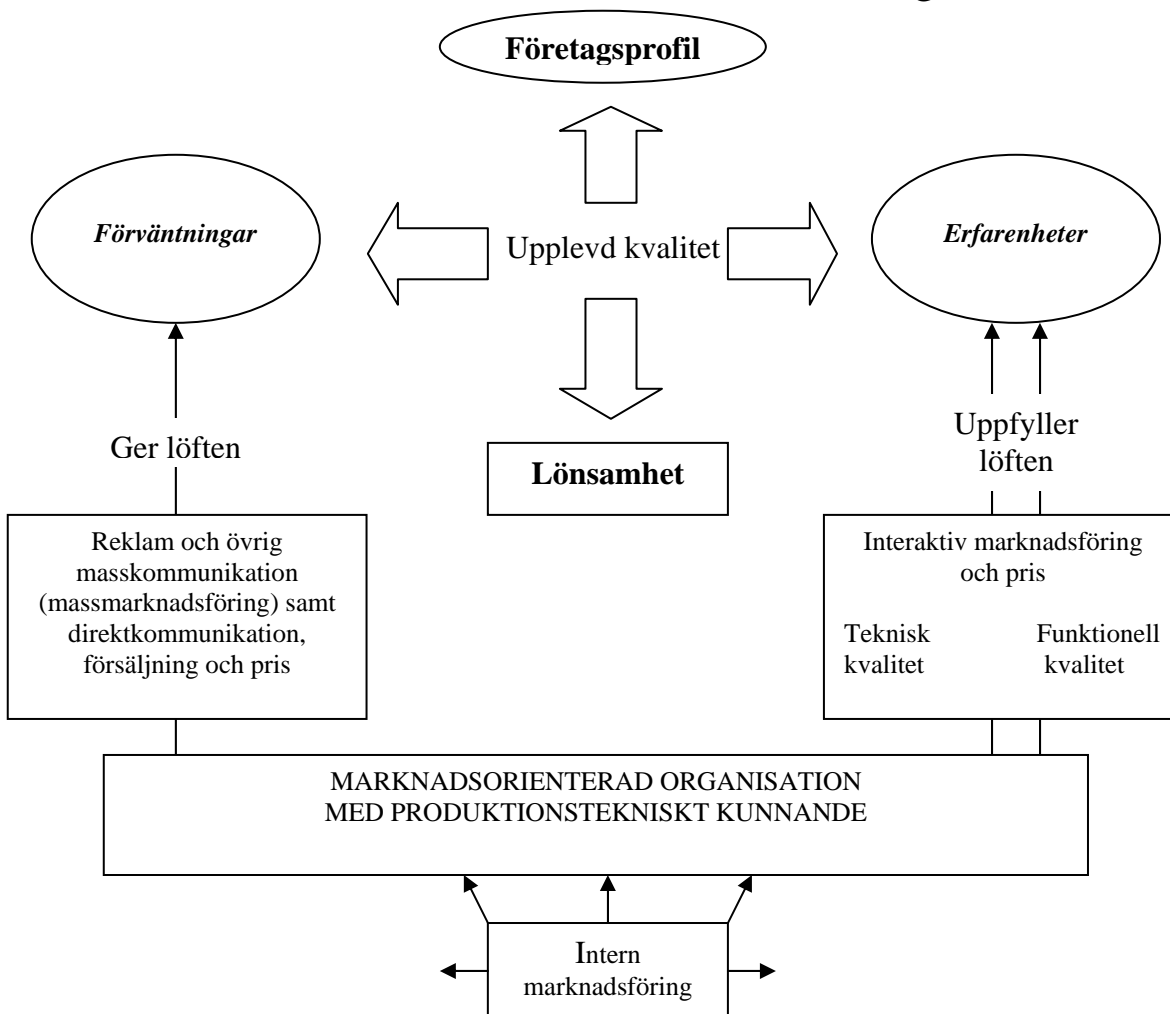 Företagsprofil
Förväntningar
Upplevd kvalitet
Erfarenheter
Ger löften
Lönsamhet
Uppfyller
löften
Reklam och övrig
masskommunikation
(massmarknadsföring) samt
direktkommunikation,
försäljning och pris
Interaktiv marknadsföring
och pris
Teknisk
kvalitet
Funktionell
kvalitet
MARKNADSORIENTERAD ORGANISATION
MED PRODUKTIONSTEKNISKT KUNNANDE
Intern
marknadsföring